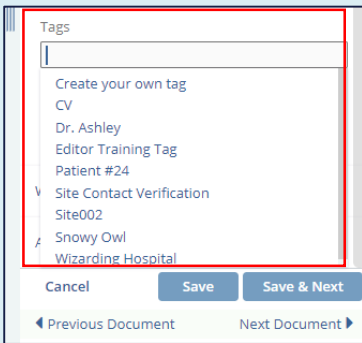 Tags
Create your own tag
CV
Dr. Ashley
Editor Training Tag
Patient #24
Site Contact Verification
Site002
Snowy Owl
Wizarding Hospital
Cancel Save Save & Next
Previous Document Next Document